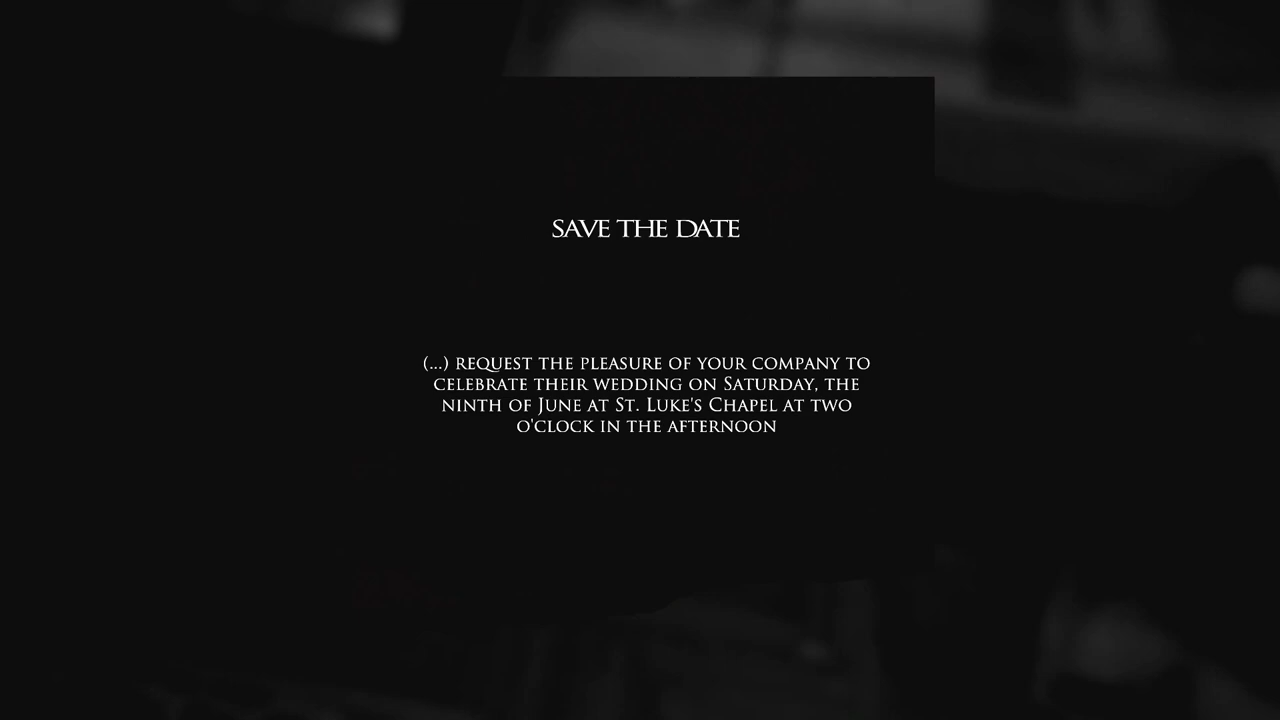 SAVE THE DATE
(...) REQUEST THE PLEASURE OF YOUR COMPANY TO
CELEBRATE THEIR WEDDING ON SATURDAY, THE
NINTH OF JUNE AT ST. LUKE'S CHAPEL AT TWO
O'CLOCK IN THE AFTERNOON